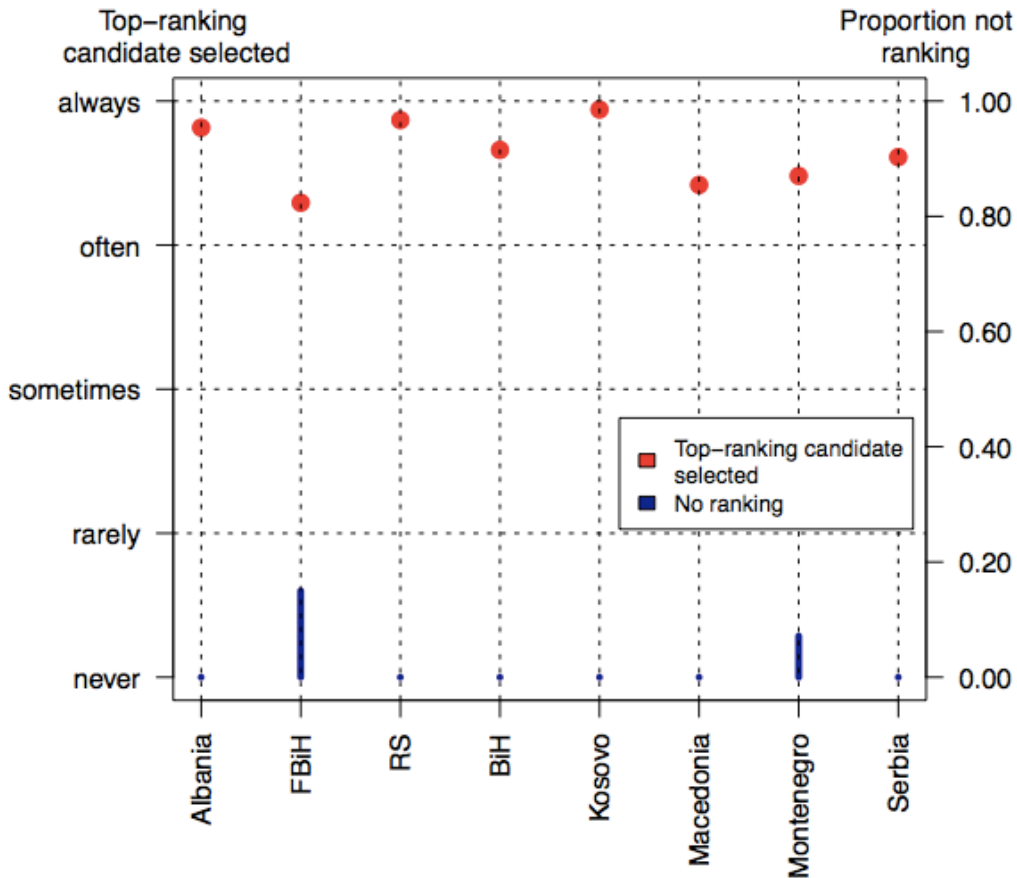 Top-ranking
candidate selected
Proportion not
ranking
always
often
sometimes
rarely
never
1.00
0.80
0.60
0.40
0.20
0.00
Top-ranking candidate
selected
No ranking
Albania
FBiH
RS
BiH
Kosovo
Macedonia
Montenegro
Serbia